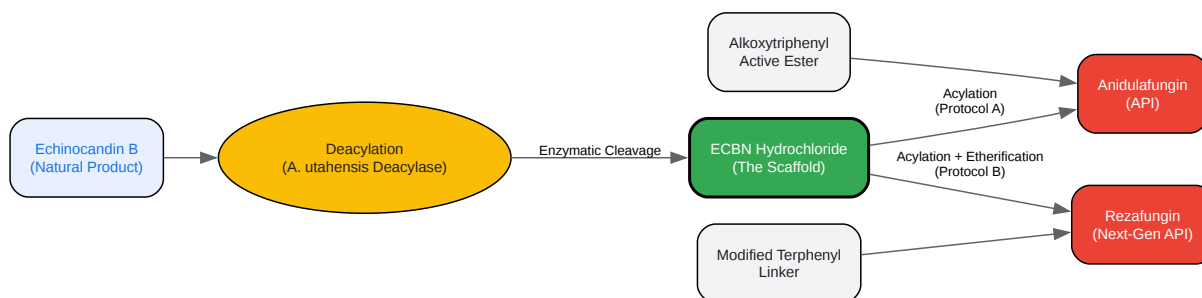 Echinocandin B
(Natural Product)
Deacylation
(A. utahensis Deacylase)
Enzymatic Cleavage
Alkoxytriphenyl
Active Ester
ECBN Hydrochloride
(The Scaffold)
Modified Terphenyl
Linker
Acylation
(Protocol A)
Acylation + Etherification
(Protocol B)
Anidulafungin
(API)
Rezafungin
(Next-Gen API)